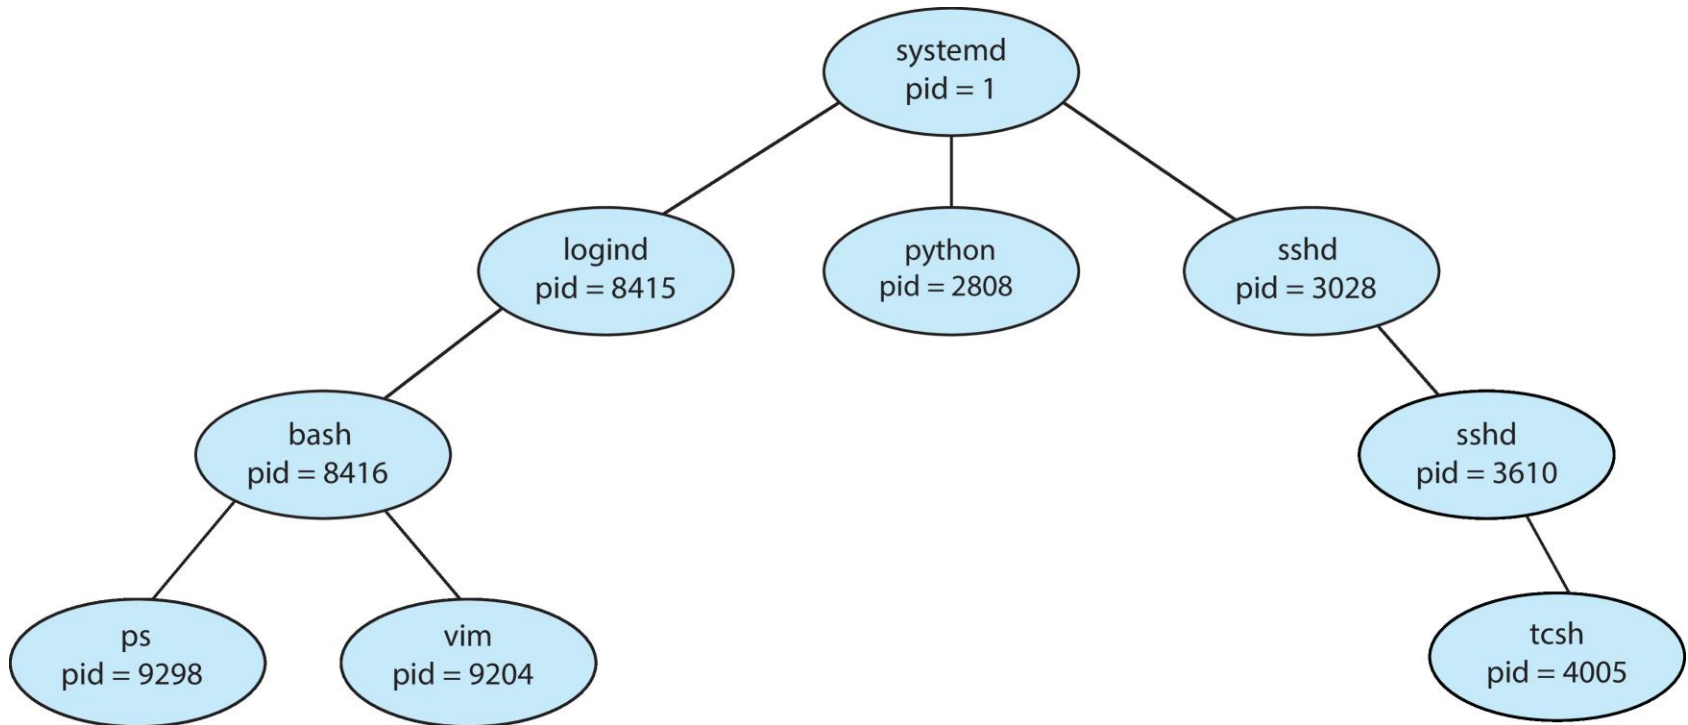 systemd
pid = 1
logind
pid = 8415
python
pid = 2808
sshd
pid = 3028
bash
pid = 8416
sshd
pid = 3610
ps
pid = 9298
vim
pid = 9204
tcsh
pid = 4005